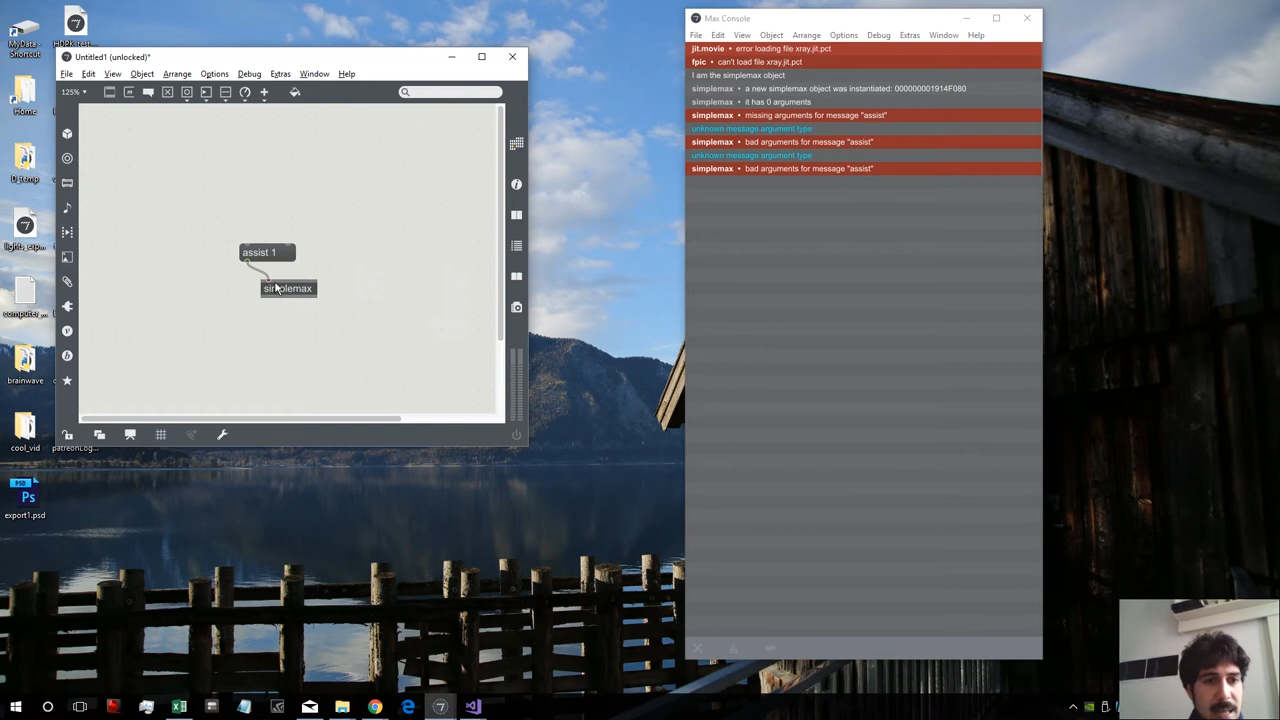 MyData -
Shortcut
Home
D_temp
lights_exp...
computer_...
brainwave
cool_vid
patreonLog...
export1.psd
Untitled1 (unlocked)*
File Edit View Object Arrange Options Debug Extras Window Help
125%
assist 1
simplemax
Max Console
File Edit View Object Arrange Options Debug Extras Window Help
jit.movie • error loading file xray.jit.pct
fpic • can't load file xray.jit.pct
I am the simplemax object
simplemax • a new simplemax object was instantiated: 000000001914F080
simplemax • it has 0 arguments
simplemax • missing arguments for message "assist"
unknown message argument type
simplemax • bad arguments for message "assist"
unknown message argument type
simplemax • bad arguments for message "assist"